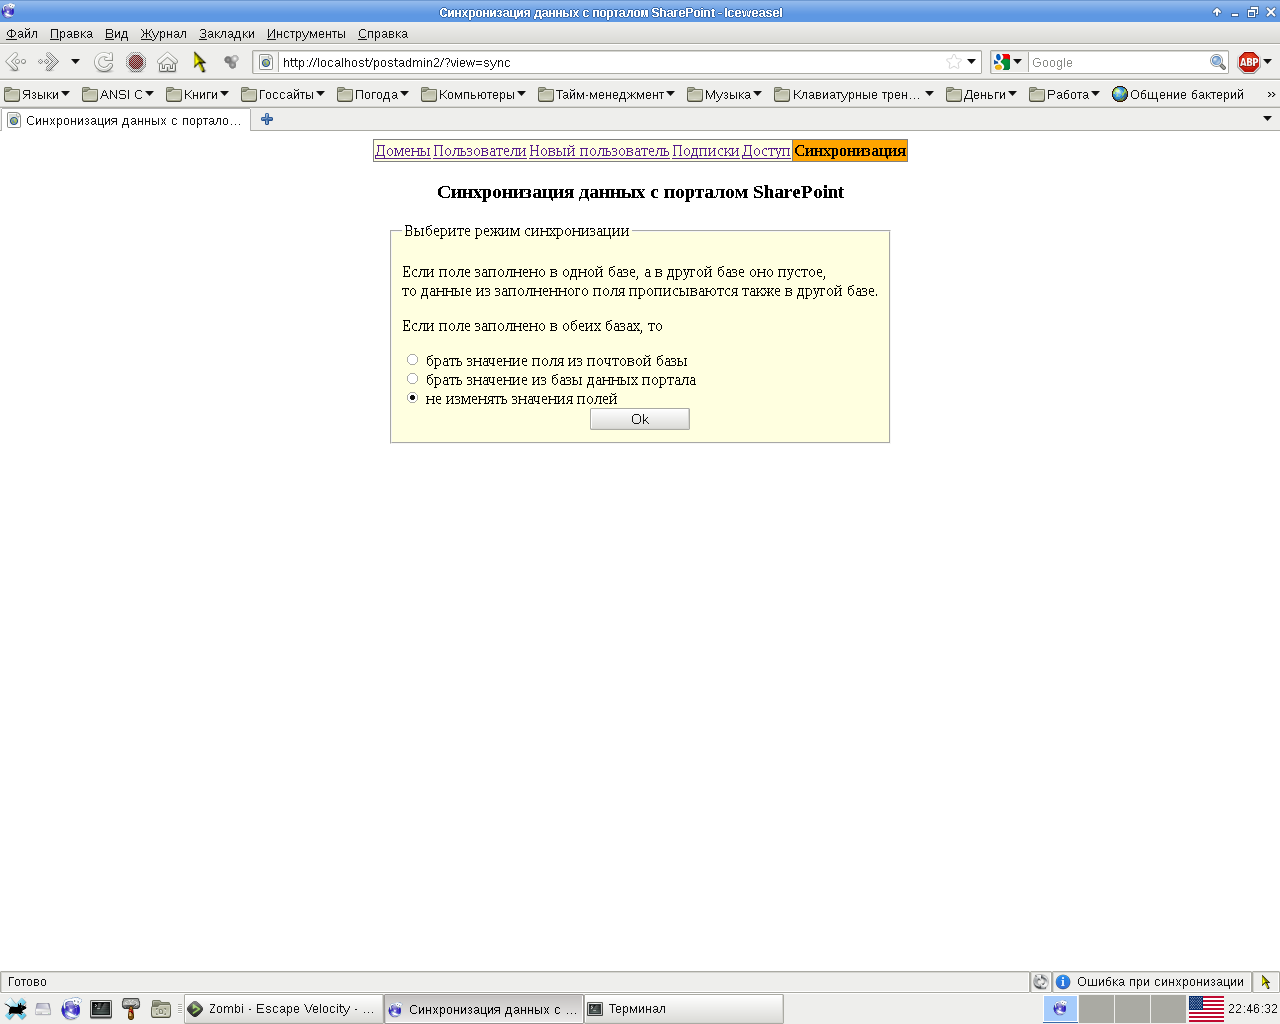 Синхронизация данных с порталом SharePoint - Iceweasel
Файл Правка Вид Журнал Закладки Инструменты Справка
http://localhost/postadmin2/?view=sync Google ABP
Языки ANSI C Книги Госсайты Погода Компьютеры Тайм-менеджмент Музыка Клавиатурные трен... Деньги Работа Общение бактерий »
Синхронизация данных с портало...
Домены Пользователи Новый пользователь Подписки Доступ Синхронизация
Синхронизация данных с порталом SharePoint
Выберите режим синхронизации
Если поле заполнено в одной базе, а в другой базе оно пустое,
то данные из заполненного поля прописываются также в другой базе.
Если поле заполнено в обеих базах, то
брать значение поля из почтовой базы
брать значение из базы данных портала
не изменять значения полей
Ok
Готово Ошибка при синхронизации
Zombi - Escape Velocity - ... Синхронизация данных с ... Терминал 22:46:32